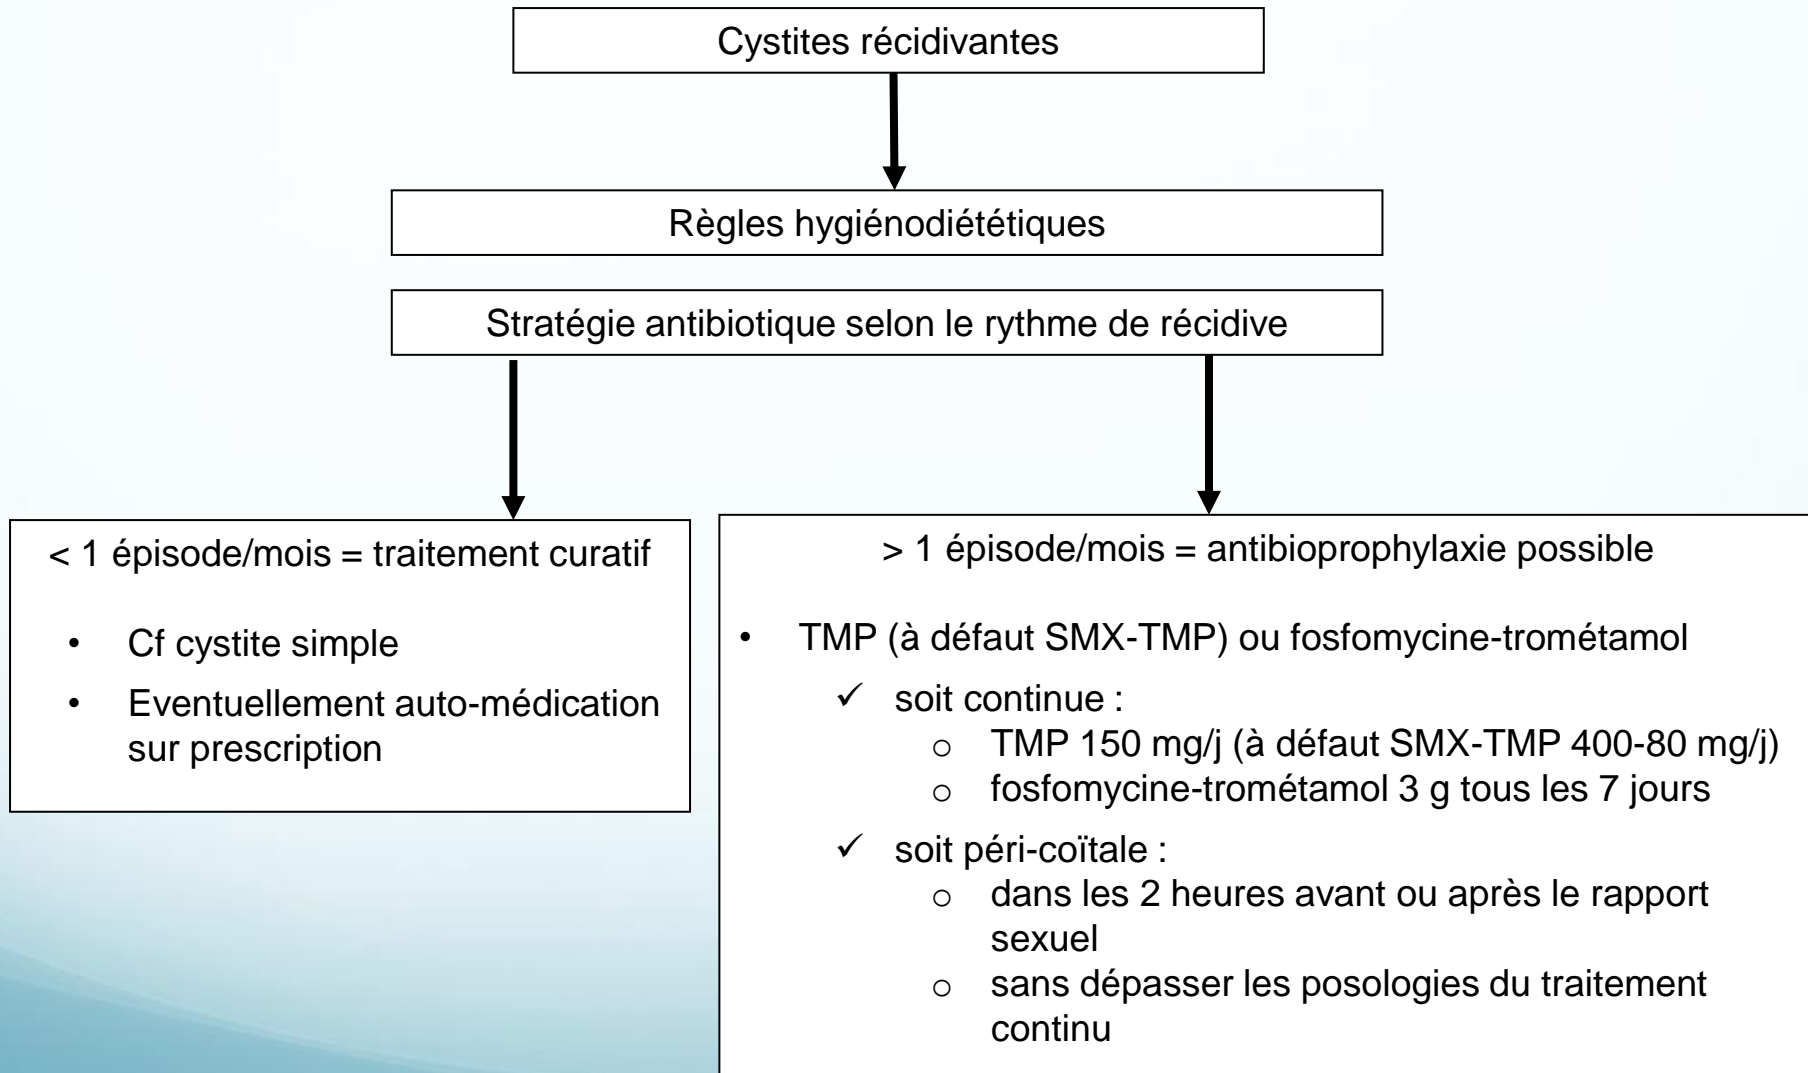 Cystites récidivantes
Règles hygiénodiététiques
Stratégie antibiotique selon le rythme de récidive
< 1 épisode/mois = traitement curatif
• Cf cystite simple
• Eventuellement auto-médication
sur prescription
> 1 épisode/mois = antibioprophylaxie possible
• TMP (à défaut SMX-TMP) ou fosfomycine-trométamol
✓ soit continue :
o TMP 150 mg/j (à défaut SMX-TMP 400-80 mg/j)
o fosfomycine-trométamol 3 g tous les 7 jours
✓ soit péri-coïtale :
o dans les 2 heures avant ou après le rapport
sexuel
o sans dépasser les posologies du traitement
continu